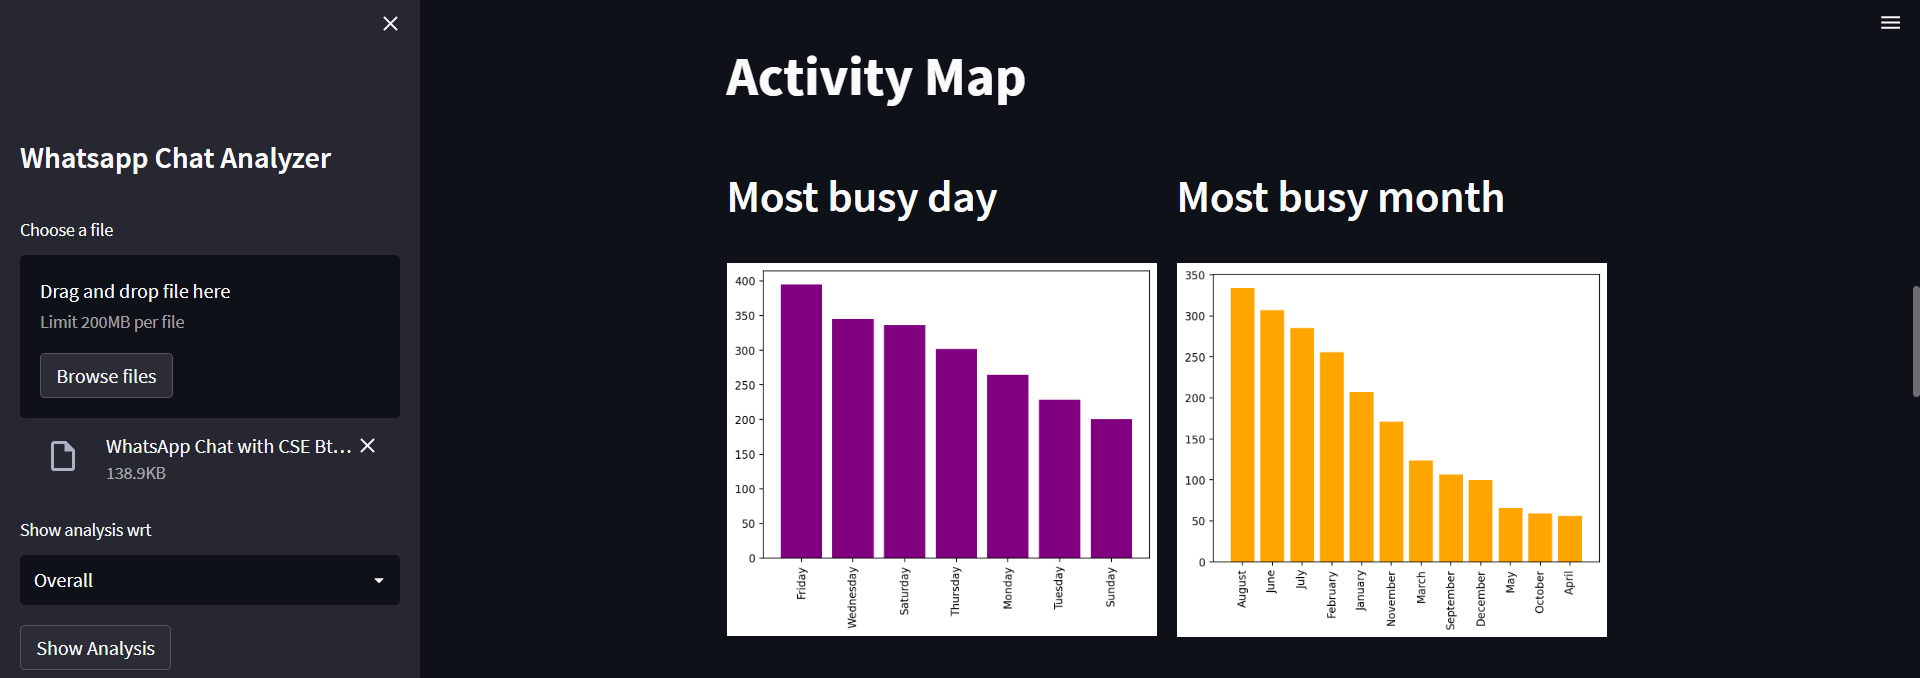 Whatsapp Chat Analyzer
Choose a file
Drag and drop file here
Limit 200MB per file
Browse files
WhatsApp Chat with CSE Bt...
138.9KB
Show analysis wrt
Overall
Show Analysis
Activity Map
Most busy day
400
350
300
250
200
150
100
50
0
Friday
Wednesday
Saturday
Thursday
Monday
Tuesday
Sunday
Most busy month
350
300
250
200
150
100
50
0
August
June
July
February
January
November
March
September
December
May
October
April